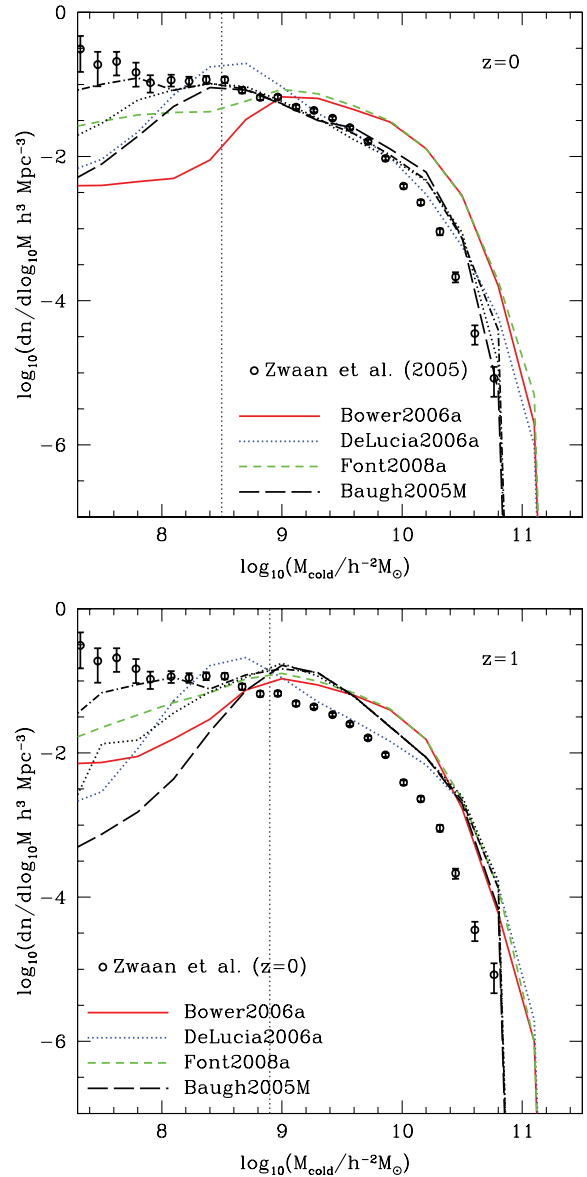 0
z=0
−2
−4
−6
log₁₀(dn/dlog₁₀M h³ Mpc⁻³)
Zwaan et al. (2005)
Bower2006a
DeLucia2006a
Font2008a
Baugh2005M
8 9 10 11
log₁₀(M_cold/h⁻²M☉)
0
z=1
−2
−4
−6
log₁₀(dn/dlog₁₀M h³ Mpc⁻³)
Zwaan et al. (z=0)
Bower2006a
DeLucia2006a
Font2008a
Baugh2005M
8 9 10 11
log₁₀(M_cold/h⁻²M☉)